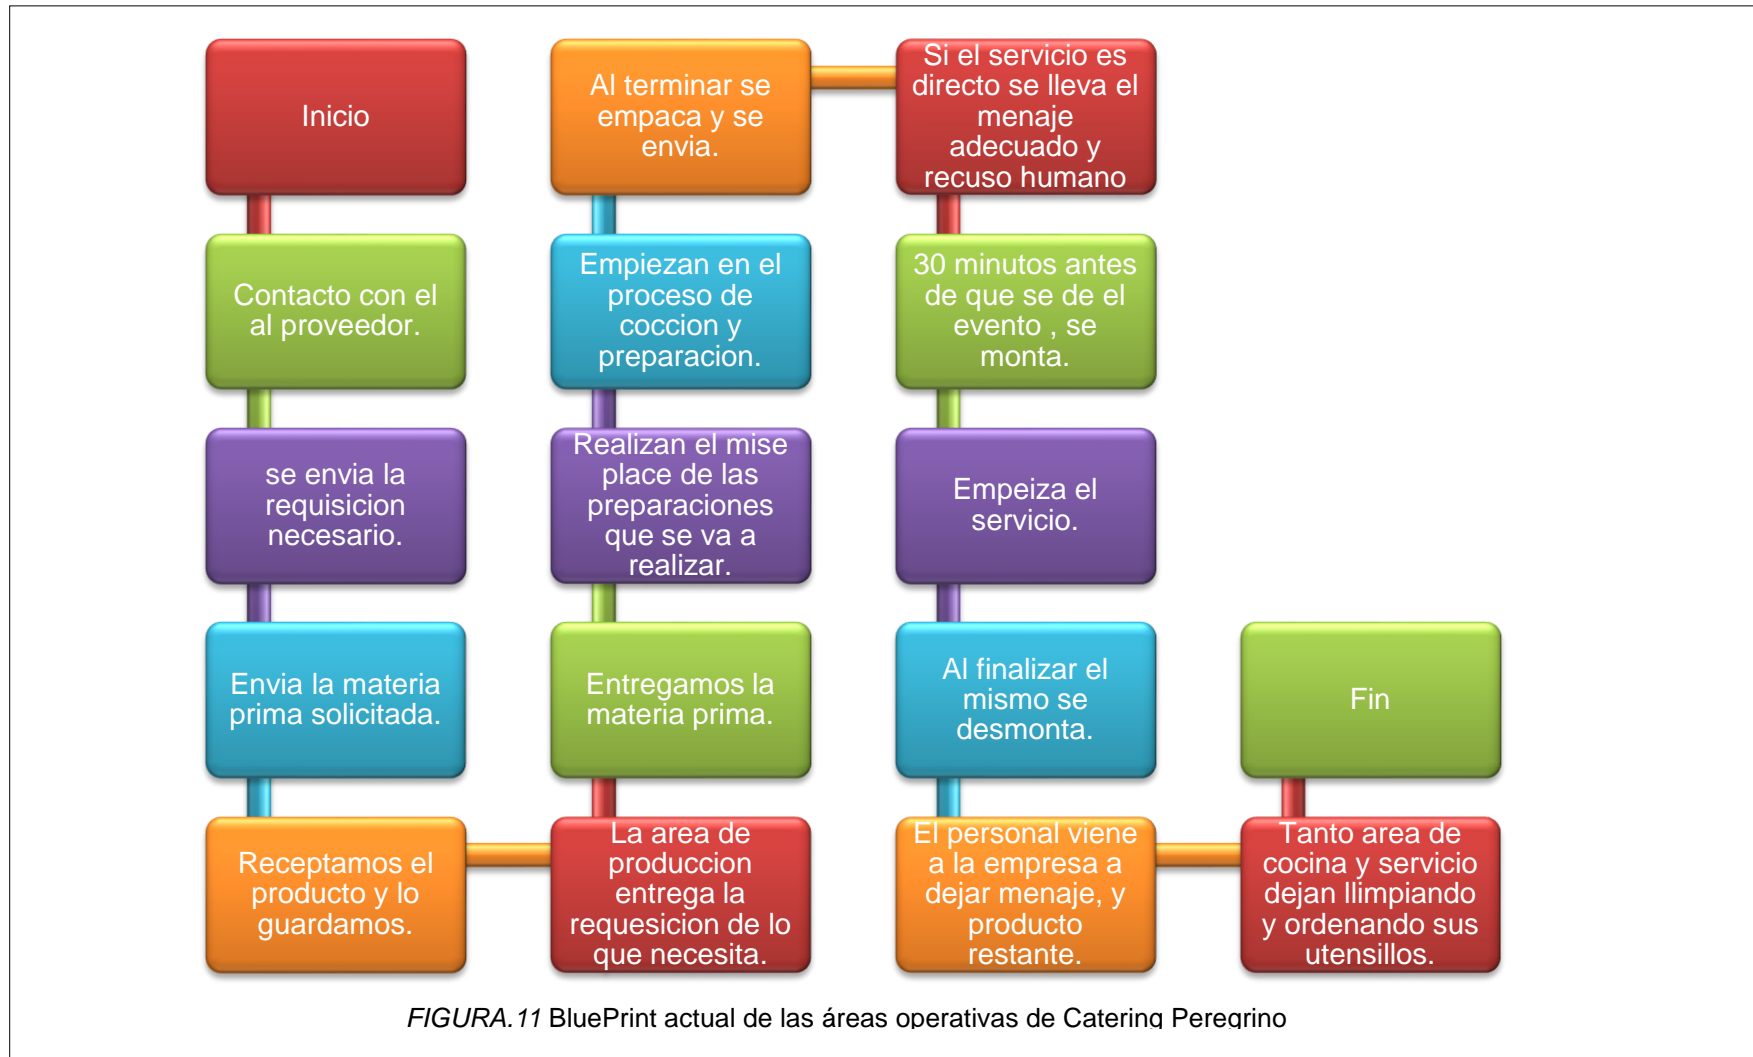 Inicio
Contacto con el
al proveedor.
se envia la
requisicion
necesario.
Envia la materia
prima solicitada.
Receptamos el
producto y lo
guardamos.
La area de
produccion
entrega la
requesicion de lo
que necesita.
Entregamos la
materia prima.
Realizan el mise
place de las
preparaciones
que se va a
realizar.
Empiezan en el
proceso de
coccion y
preparacion.
Al terminar se
empaca y se
envia.
Si el servicio es
directo se lleva el
menaje
adecuado y
recuso humano
30 minutos antes
de que se de el
evento , se
monta.
Empeiza el
servicio.
Al finalizar el
mismo se
desmonta.
El personal viene
a la empresa a
dejar menaje, y
producto
restante.
Tanto area de
cocina y servicio
dejan llimpiando
y ordenando sus
utensillos.
Fin
FIGURA.11 BluePrint actual de las áreas operativas de Catering Peregrino